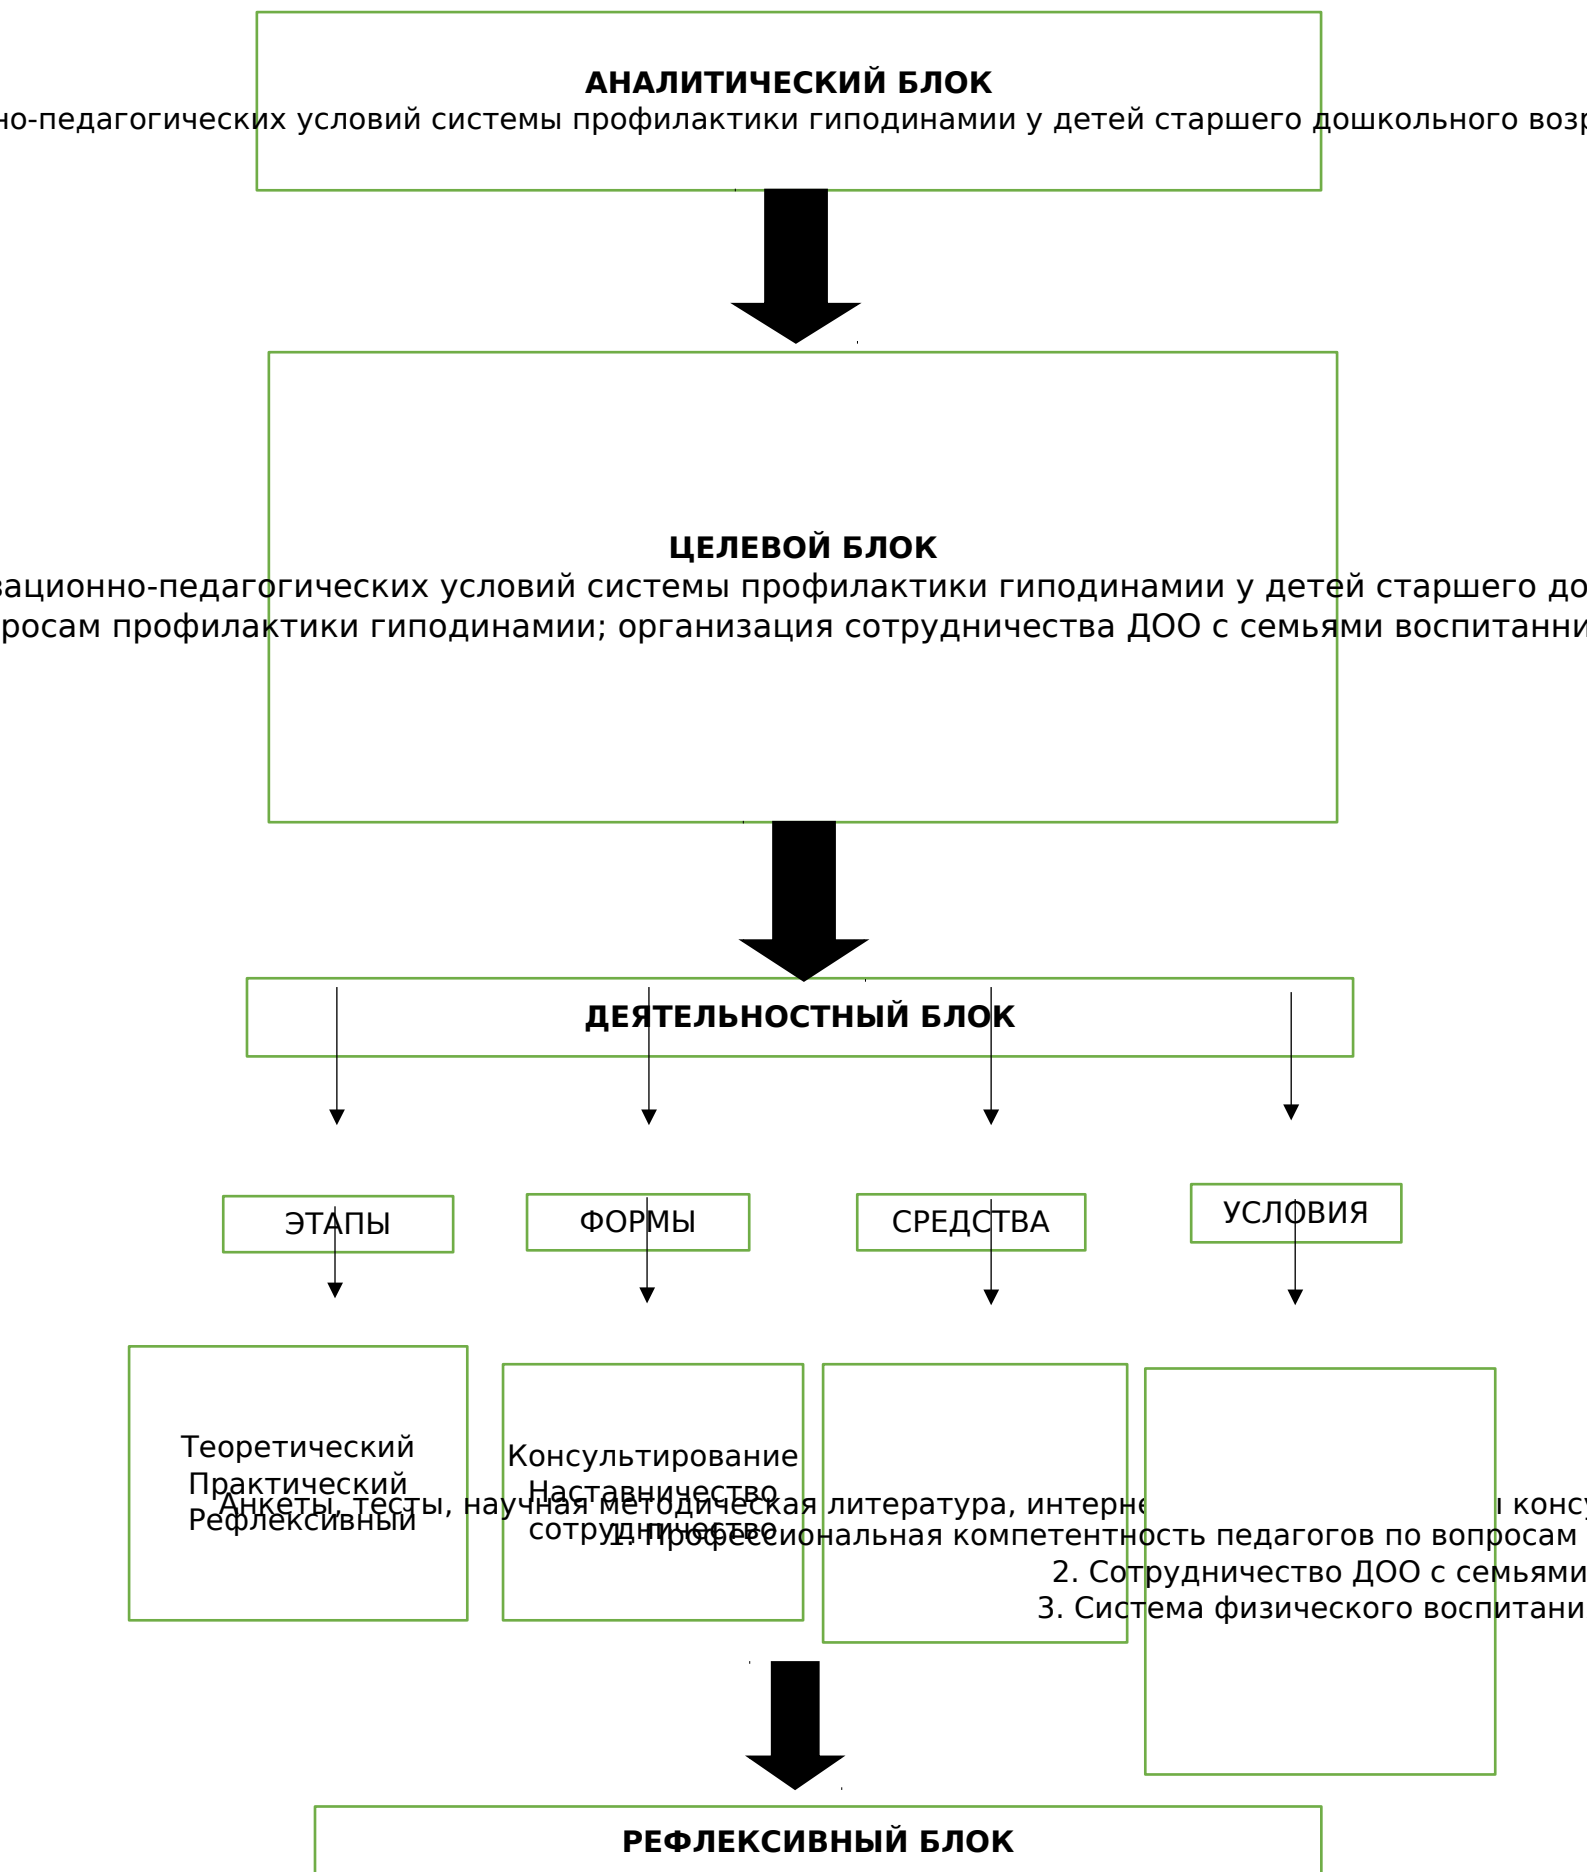 АНАЛИТИЧЕСКИЙ БЛОК
но-педагогических условий системы профилактики гиподинамии у детей старшего дошкольного возр
ЦЕЛЕВОЙ БЛОК
зационно-педагогических условий системы профилактики гиподинамии у детей старшего до
росам профилактики гиподинамии; организация сотрудничества ДОО с семьями воспитанни
ДЕЯТЕЛЬНОСТНЫЙ БЛОК
ЭТАПЫ
ФОРМЫ
СРЕДСТВА
УСЛОВИЯ
Теоретический
Практический
Рефлексивный
Консультирование
Наставничество
сотрудничество
Анкеты, тесты, научная методическая литература, интерне
и консу
1. Профессиональная компетентность педагогов по вопросам
2. Сотрудничество ДОО с семьями
3. Система физического воспитани
РЕФЛЕКСИВНЫЙ БЛОК